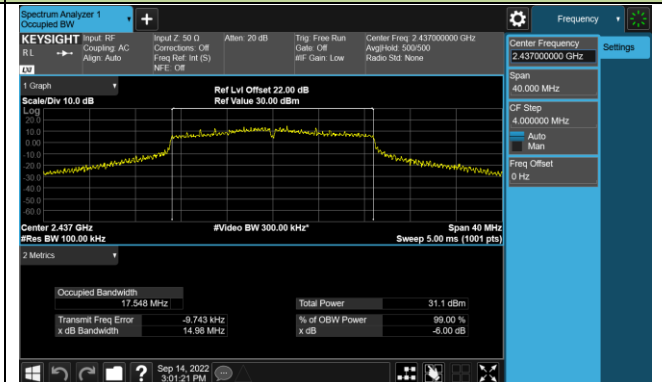 Spectrum Analyzer 1
Occupied BW
Frequency
KEYSIGHT
Input: RF
Coupling: AC
Align: Auto
RL
LXI
Input Z: 50 Ω
Corrections: Off
Freq Ref: Int (S)
NFE: Off
Atten: 20 dB
Trig: Free Run
Gate: Off
#IF Gain: Low
Center Freq: 2.437000000 GHz
Avg|Hold: 500/500
Radio Std: None
Center Frequency
2.437000000 GHz
Settings
Span
40.000 MHz
CF Step
4.000000 MHz
Auto
Man
Freq Offset
0 Hz
1 Graph
Scale/Div 10.0 dB
Ref Lvl Offset 22.00 dB
Ref Value 30.00 dBm
Log
20.0
10.0
0.00
-10.0
-20.0
-30.0
-40.0
-50.0
-60.0
Center 2.437 GHz
#Res BW 100.00 kHz
#Video BW 300.00 kHz*
Span 40 MHz
Sweep 5.00 ms (1001 pts)
2 Metrics
Occupied Bandwidth
17.548 MHz
Total Power 31.1 dBm
Transmit Freq Error -9.743 kHz
% of OBW Power 99.00 %
x dB Bandwidth 14.98 MHz
x dB -6.00 dB
?
Sep 14, 2022
3:01:21 PM